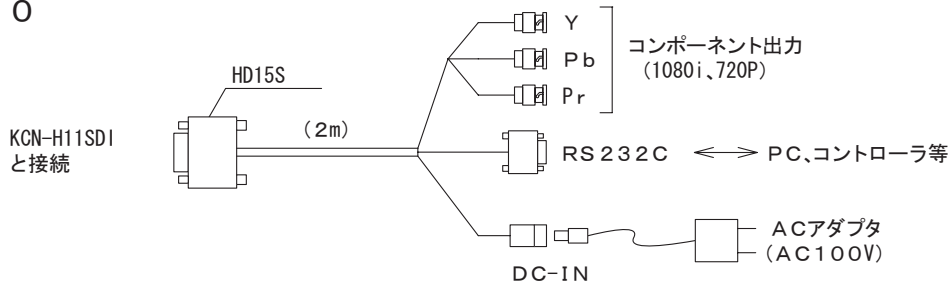 0
Y
Pb
Pr
コンポーネント出力
(1080i、720P)
HD15S
(2m)
KCN-H11SDI
と接続
RS232C
PC、コントローラ等
ACアダプタ
(AC100V)
DC-IN